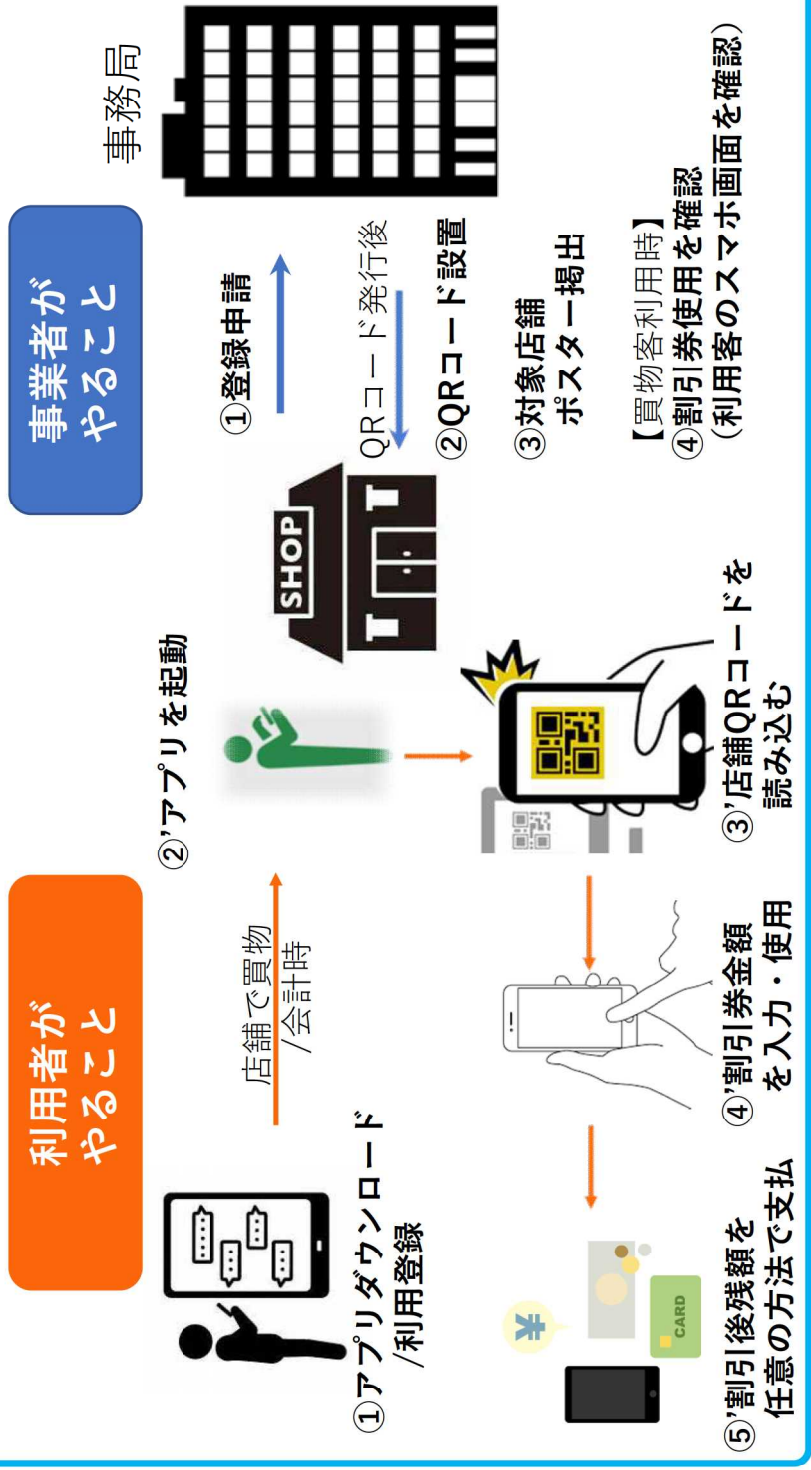 利用者が
やること
①アプリダウンロード
/利用登録
店舗で買物
/会計時
②’アプリを起動
③’店舗QRコードを
読み込む
④’割引券金額
を入力・使用
⑤’割引後残額を
任意の方法で支払
¥
CARD
事業者が
やること
SHOP
事務局
①登録申請
QRコード発行後
②QRコード設置
③対象店舗
ポスター掲出
【買物客利用時】
④割引券使用を確認
(利用客のスマホ画面を確認)